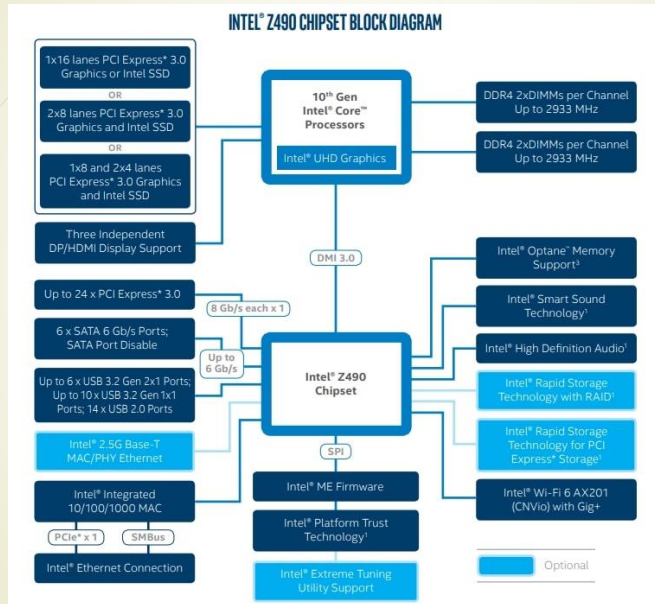 INTEL® Z490 CHIPSET BLOCK DIAGRAM
1x16 lanes PCI Express* 3.0
Graphics or Intel SSD
OR
2x8 lanes PCI Express* 3.0
Graphics and Intel SSD
OR
1x8 and 2x4 lanes
PCI Express* 3.0 Graphics
and Intel SSD
Three Independent
DP/HDMI Display Support
10th Gen
Intel® Core™
Processors
Intel® UHD Graphics
DDR4 2xDIMMs per Channel
Up to 2933 MHz
DDR4 2xDIMMs per Channel
Up to 2933 MHz
DMI 3.0
Up to 24 x PCI Express* 3.0
8 Gb/s each x 1
6 x SATA 6 Gb/s Ports;
SATA Port Disable
Up to
6 Gb/s
Up to 6 x USB 3.2 Gen 2x1 Ports;
Up to 10 x USB 3.2 Gen 1x1
Ports; 14 x USB 2.0 Ports
Intel® 2.5G Base-T
MAC/PHY Ethernet
Intel® Integrated
10/100/1000 MAC
PCIe* x 1
SMBus
Intel® Ethernet Connection
Intel® Z490
Chipset
SPI
Intel® ME Firmware
Intel® Platform Trust
Technology¹
Intel® Extreme Tuning
Utility Support
Intel® Optane™ Memory
Support³
Intel® Smart Sound
Technology¹
Intel® High Definition Audio¹
Intel® Rapid Storage
Technology with RAID¹
Intel® Rapid Storage
Technology for PCI
Express* Storage¹
Intel® Wi-Fi 6 AX201
(CNVio) with Gig+
Optional